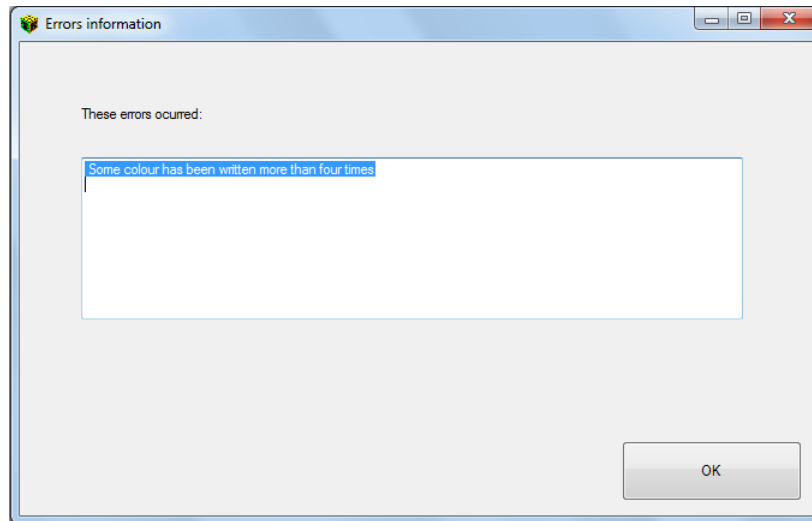 Errors information
These errors ocurred:
Some colour has been written more than four times
OK